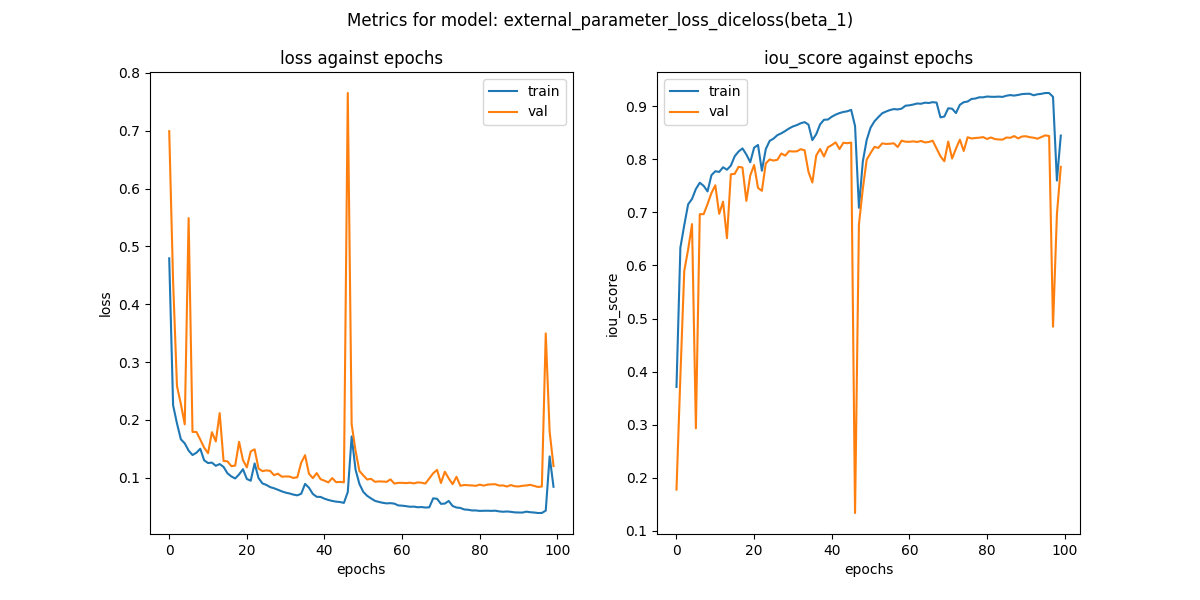 Metrics for model: external_parameter_loss_diceloss(beta_1)
loss against epochs
train
val
0.8
0.7
0.6
0.5
0.4
0.3
0.2
0.1
loss
0 20 40 60 80 100
epochs
iou_score against epochs
train
val
0.9
0.8
0.7
0.6
0.5
0.4
0.3
0.2
0.1
iou_score
0 20 40 60 80 100
epochs